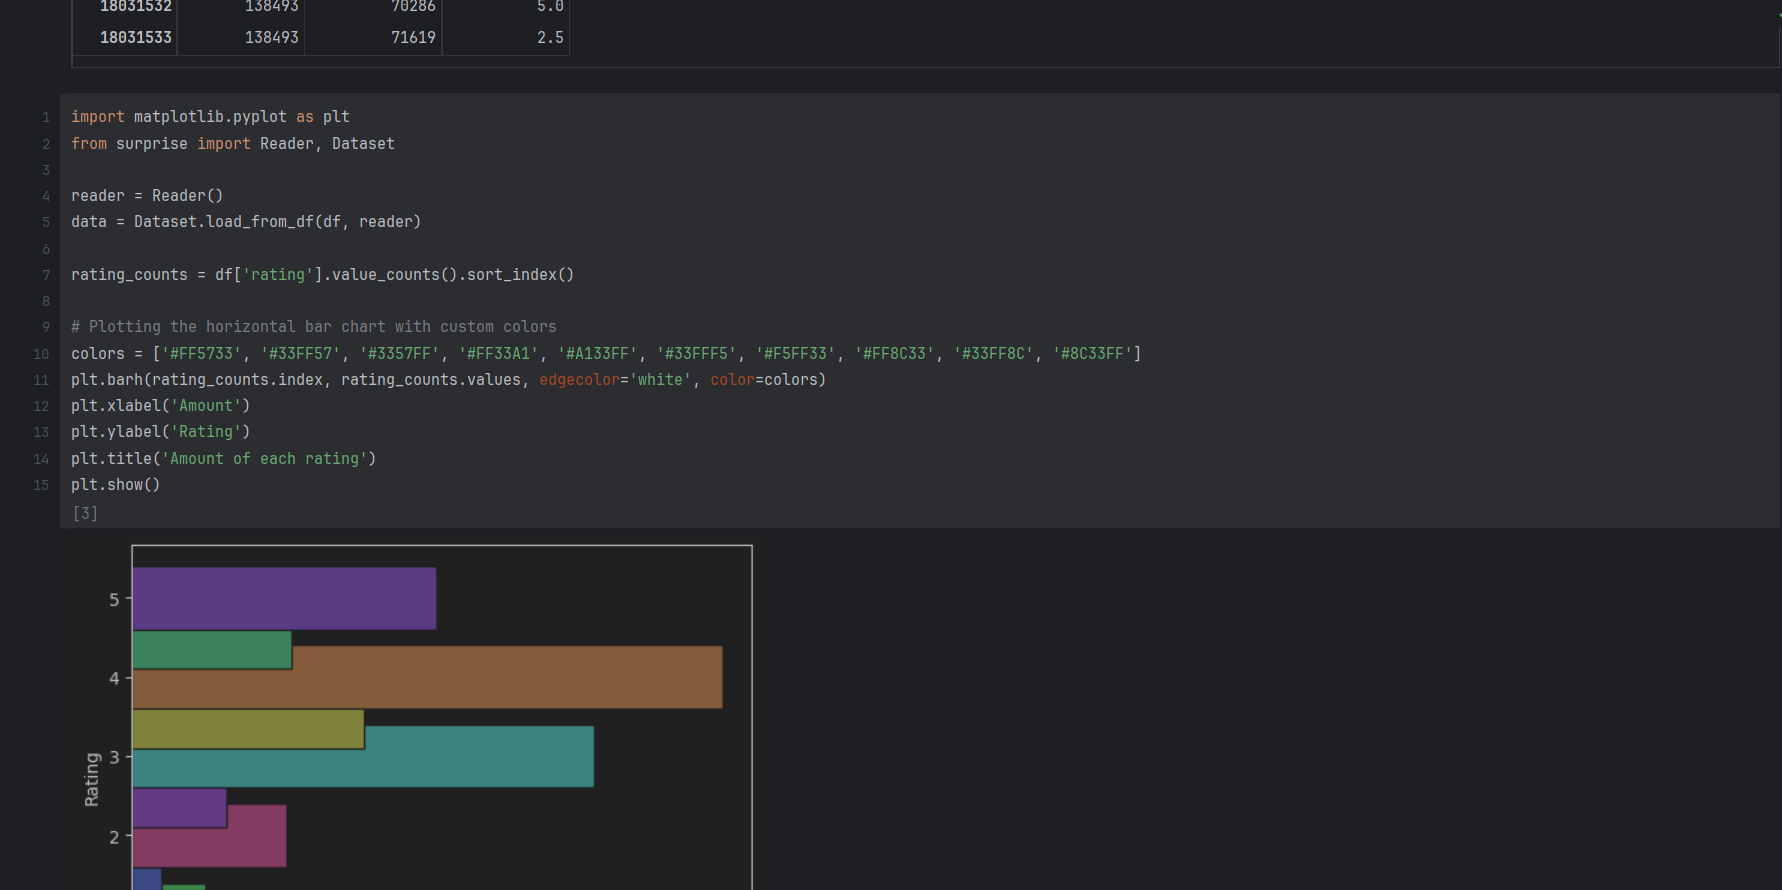 18031532 138493 70286 5.0
18031533 138493 71619 2.5
1 import matplotlib.pyplot as plt
2 from surprise import Reader, Dataset
3
4 reader = Reader()
5 data = Dataset.load_from_df(df, reader)
6
7 rating_counts = df['rating'].value_counts().sort_index()
8
9 # Plotting the horizontal bar chart with custom colors
10 colors = ['#FF5733', '#33FF57', '#3357FF', '#FF33A1', '#A133FF', '#33FFF5', '#F5FF33', '#FF8C33', '#33FF8C', '#8C33FF']
11 plt.barh(rating_counts.index, rating_counts.values, edgecolor='white', color=colors)
12 plt.xlabel('Amount')
13 plt.ylabel('Rating')
14 plt.title('Amount of each rating')
15 plt.show()
[3]
5
4
3
Rating
2